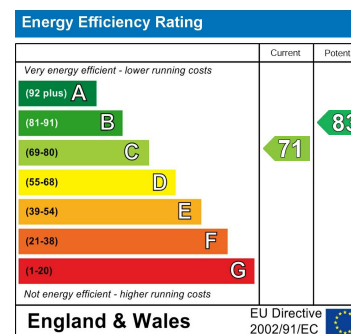 Energy Efficiency Rating
Current
Potent
Very energy efficient - lower running costs
(92 plus) A
(81-91) B
83
(69-80) C
71
(55-68) D
(39-54) E
(21-38) F
(1-20) G
Not energy efficient - higher running costs
England & Wales
EU Directive
2002/91/EC